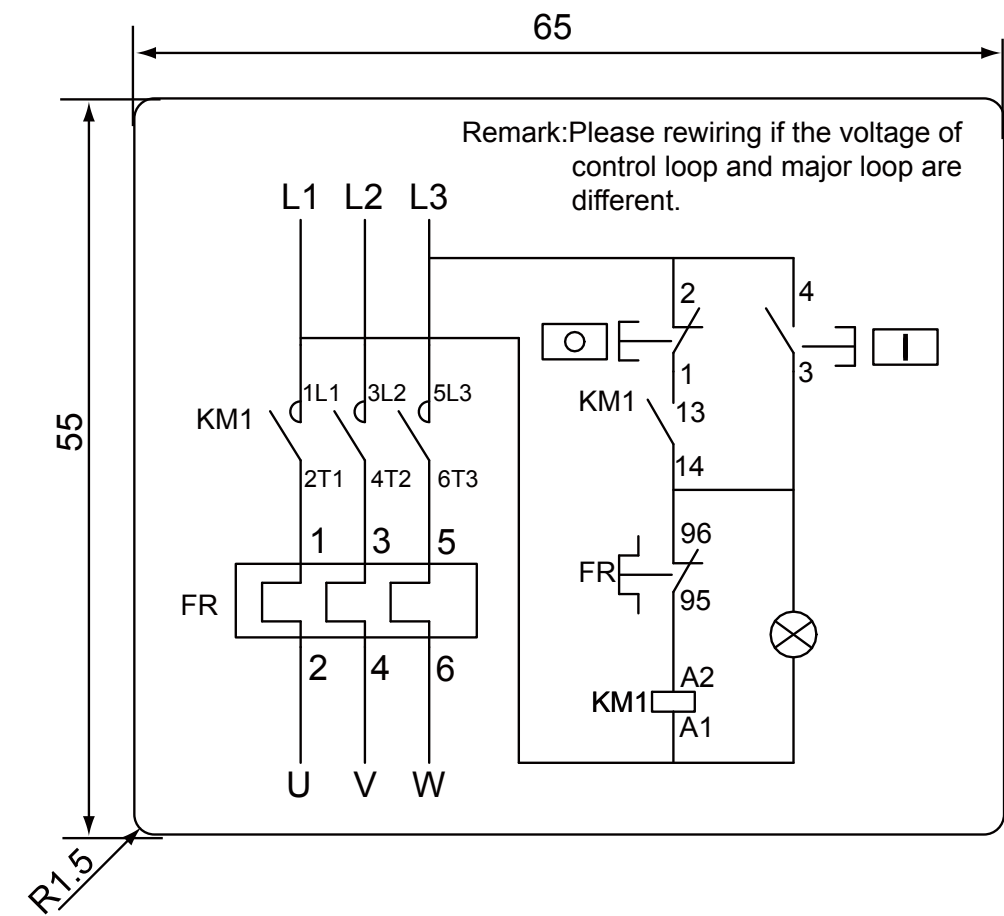 65
Remark:Please rewiring if the voltage of
control loop and major loop are
different.
L1 L2 L3
2 4
1 3
KM1 1L1 3L2 5L3
KM1 13
2T1 4T2 6T3
14
55
1 3 5
96
FR
FR
95
2 4 6
A2
KM1
A1
U V W
R1.5